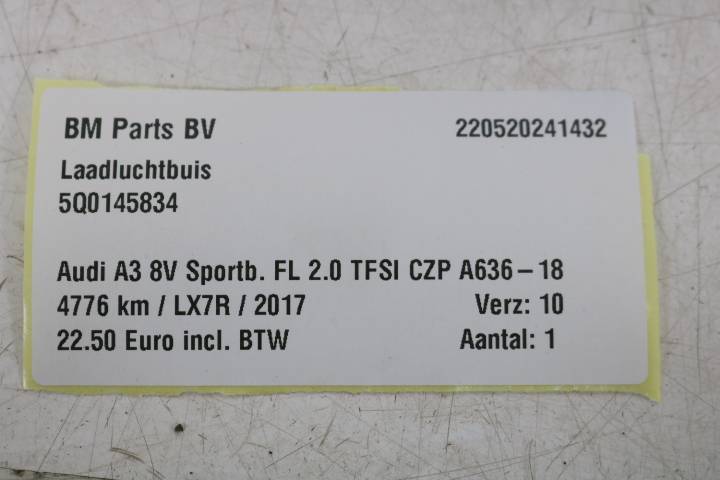 BM Parts BV 220520241432
Laadluchtbuis
5Q0145834
Audi A3 8V Sportb. FL 2.0 TFSI CZP A636-18
4776 km / LX7R / 2017 Verz: 10
22.50 Euro incl. BTW Aantal: 1